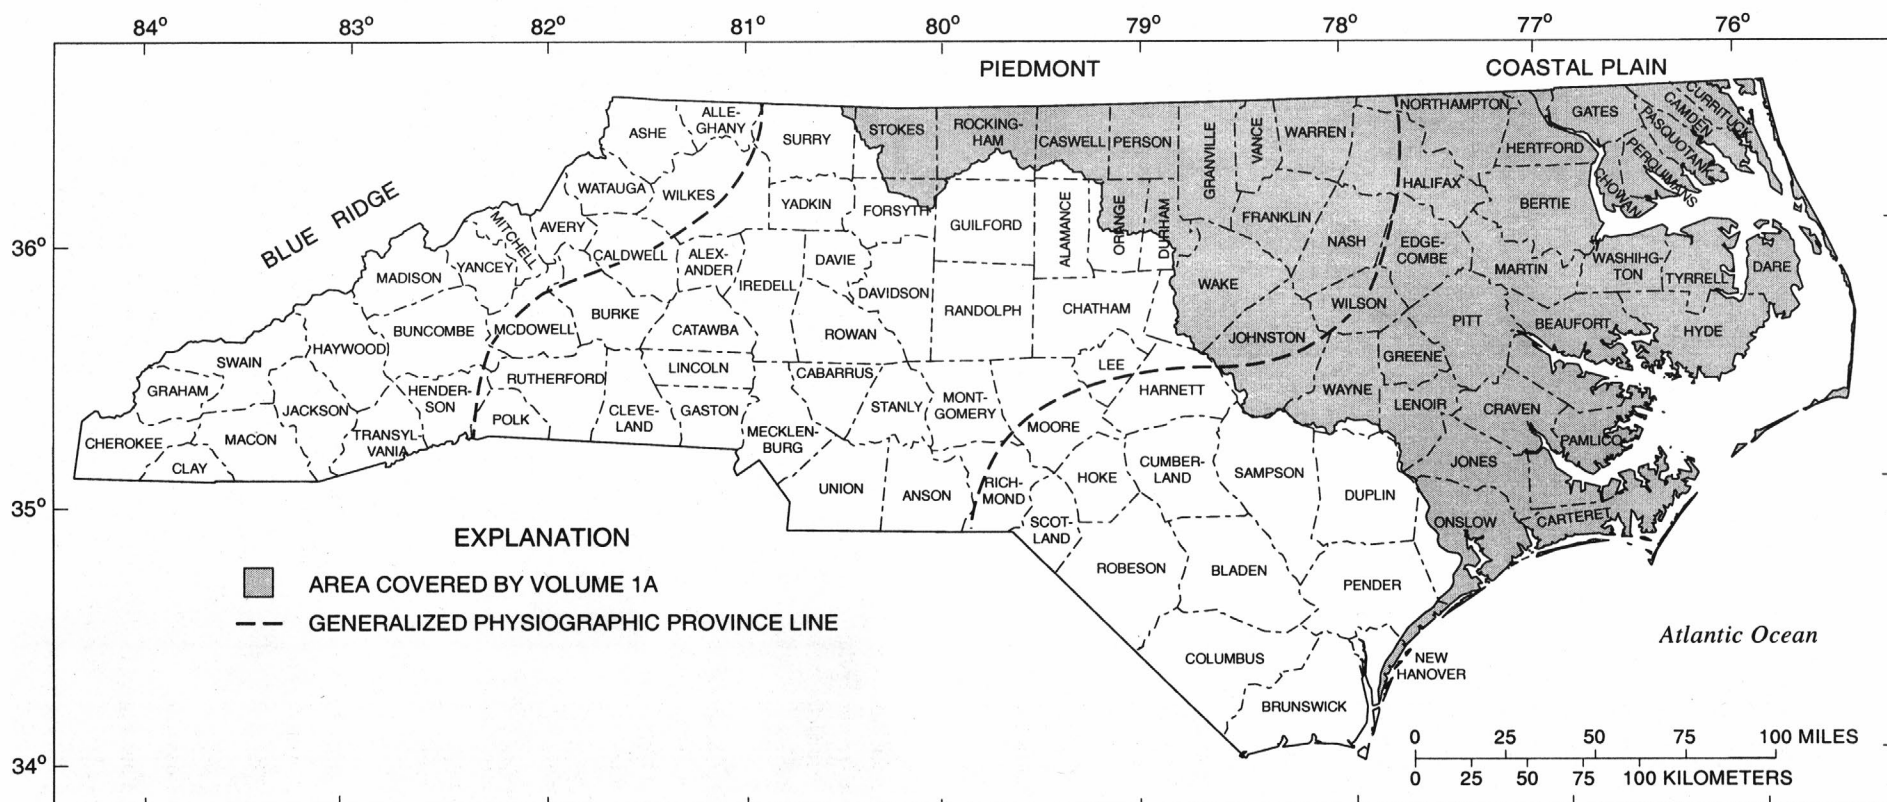 84° 83° 82° 81° 80° 79° 78° 77° 76°
PIEDMONT
COASTAL PLAIN
BLUE RIDGE
36°
35°
34°
ASHE
ALLE-
GHANY
SURRY
STOKES
ROCKING-
HAM
CASWELL
PERSON
GRANVILLE
VANCE
WARREN
NORTHAMPTON
GATES
CURRITUCK
CAMDEN
PASQUOTANK
PERQUIMANS
CHOWAN
HERTFORD
HALIFAX
BERTIE
WATAUGA
WILKES
YADKIN
FORSYTH
GUILFORD
ALAMANCE
ORANGE
DURHAM
FRANKLIN
NASH
EDGE-
COMBE
MARTIN
WASHIHG-
TON
TYRRELL
DARE
MITCHELL
AVERY
CALDWELL
ALEX-
ANDER
IREDELL
DAVIE
DAVIDSON
RANDOLPH
CHATHAM
WAKE
WILSON
PITT
BEAUFORT
HYDE
MADISON
YANCEY
BURKE
CATAWBA
ROWAN
JOHNSTON
GREENE
BUNCOMBE
MCDOWELL
HAYWOOD
SWAIN
GRAHAM
RUTHERFORD
LINCOLN
CABARRUS
LEE
HARNETT
WAYNE
LENOIR
CRAVEN
PAMLICO
HENDER-
SON
JACKSON
POLK
CLEVE-
LAND
GASTON
STANLY
MONT-
GOMERY
MOORE
CHEROKEE
MACON
CLAY
TRANSYL-
VANIA
MECKLEN-
BURG
UNION
ANSON
RICH-
MOND
HOKE
CUMBER-
LAND
SAMPSON
DUPLIN
JONES
SCOT-
LAND
ONSLOW
CARTERET
ROBESON
BLADEN
PENDER
COLUMBUS
NEW
HANOVER
BRUNSWICK
Atlantic Ocean
EXPLANATION
AREA COVERED BY VOLUME 1A
GENERALIZED PHYSIOGRAPHIC PROVINCE LINE
0 25 50 75 100 MILES
0 25 50 75 100 KILOMETERS